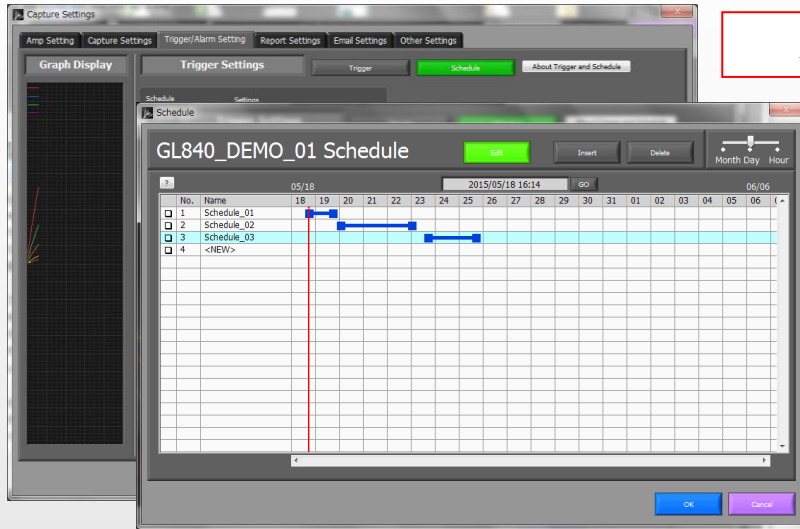 Capture Settings
Amp Setting Capture Settings Trigger/Alarm Setting Report Settings Email Settings Other Settings
Graph Display Trigger Settings Trigger Schedule About Trigger and Schedule
Schedule Settings
Schedule
GL840_DEMO_01 Schedule Edit Insert Delete Month Day Hour
? 05/18 2015/05/18 16:14 GO 06/06
No. Name 18 19 20 21 22 23 24 25 26 27 28 29 30 31 01 02 03 04 05 06
1 Schedule_01
2 Schedule_02
3 Schedule_03
4 <NEW>
OK Cancel